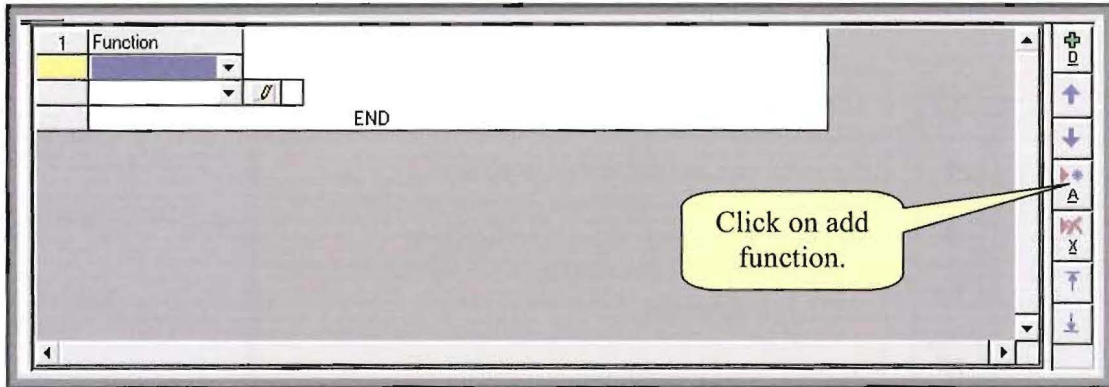 1 Function
END
Click on add
function.
D
A
X